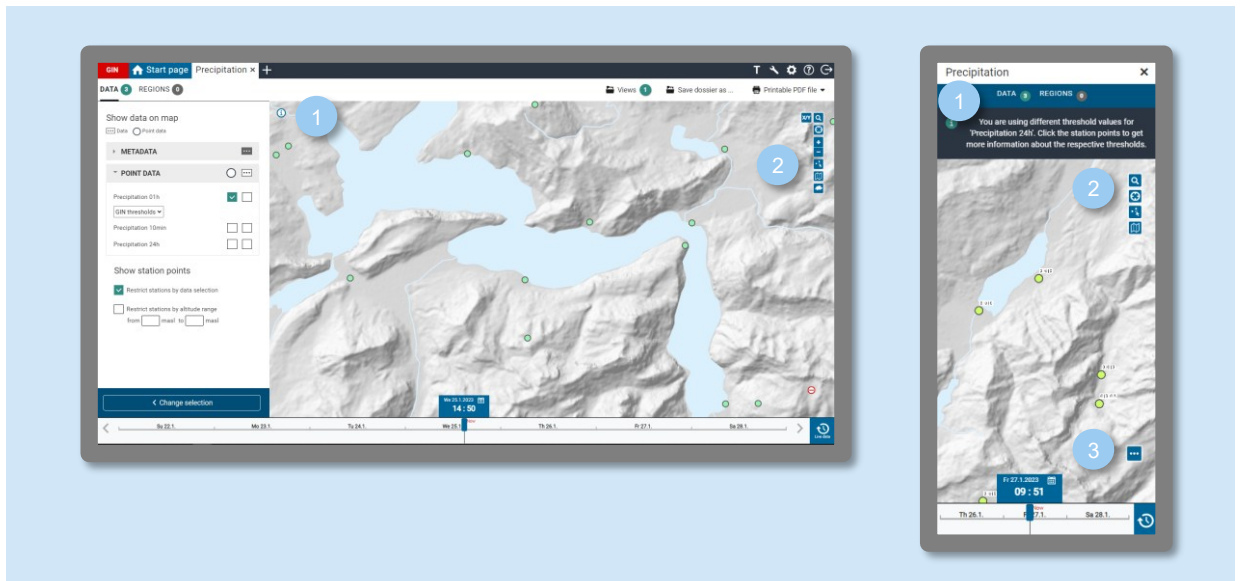 GIN Start page Precipitation × +
DATA 3 REGIONS 0
Views 1 Save dossier as ... Printable PDF file
Show data on map
Data Point data
METADATA
POINT DATA
Precipitation 01h
GIN thresholds
Precipitation 10min
Precipitation 24h
Show station points
Restrict stations by data selection
Restrict stations by altitude range
from masl to masl
Change selection
1
2
X/Y
We 25.1.2023
14 : 50
Now
Su 22.1. Mo 23.1. Tu 24.1. We 25.1 Th 26.1. Fr 27.1. Sa 28.1.
Live data
Precipitation ×
1
DATA 3 REGIONS 0
You are using different threshold values for
'Precipitation 24h'. Click the station points to get
more information about the respective thresholds.
2
3
Fr 27.1.2023
09 : 51
Now
Th 26.1. 27.1. Sa 28.1.